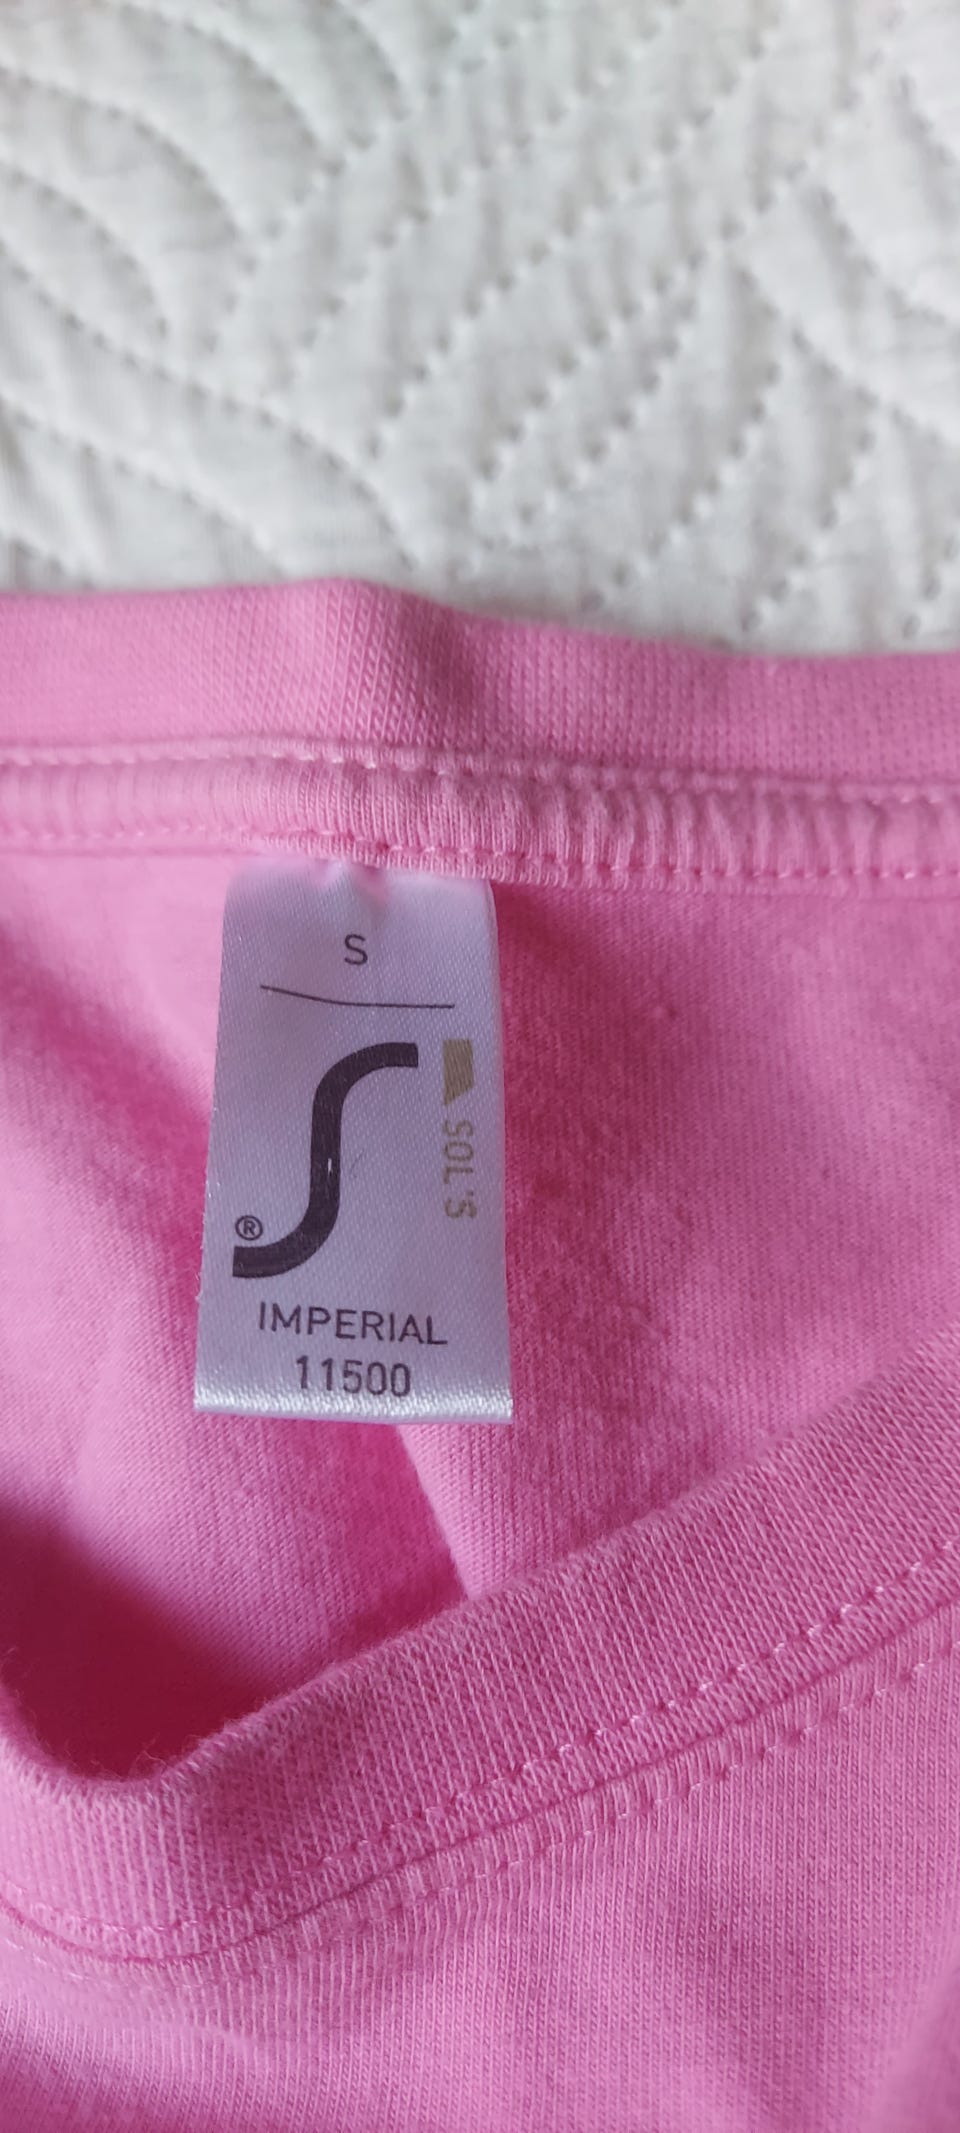 S
SOL'S
®
IMPERIAL
11500